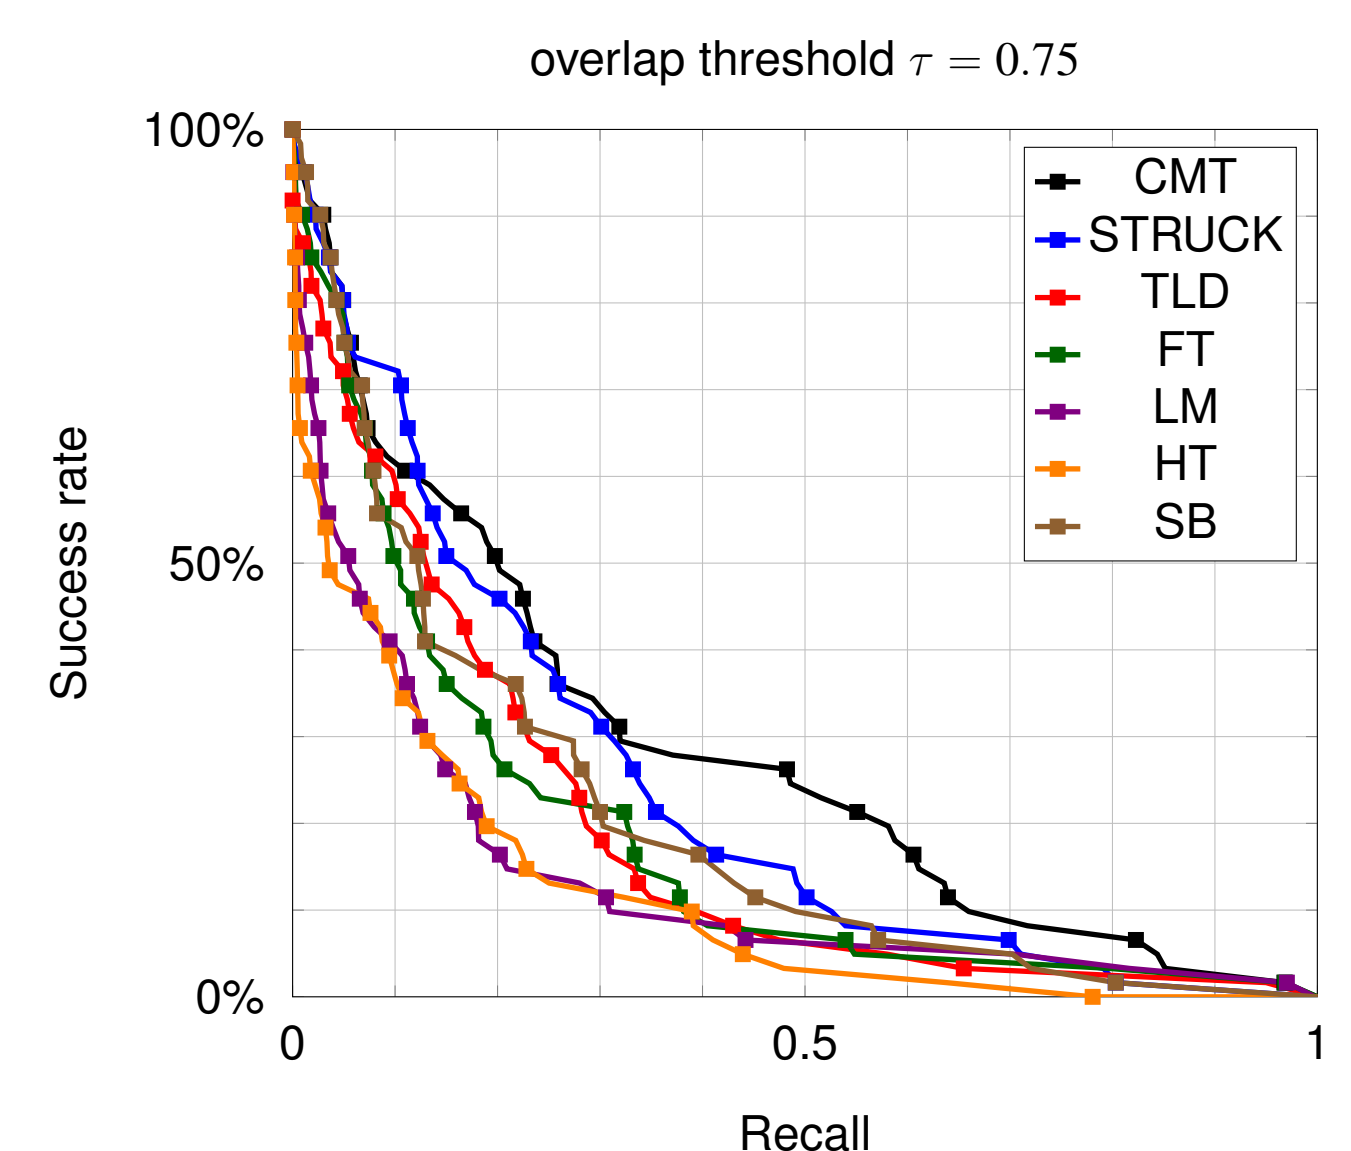 overlap threshold τ = 0.75
100%
50%
0%
Success rate
CMT
STRUCK
TLD
FT
LM
HT
SB
0 0.5 1
Recall